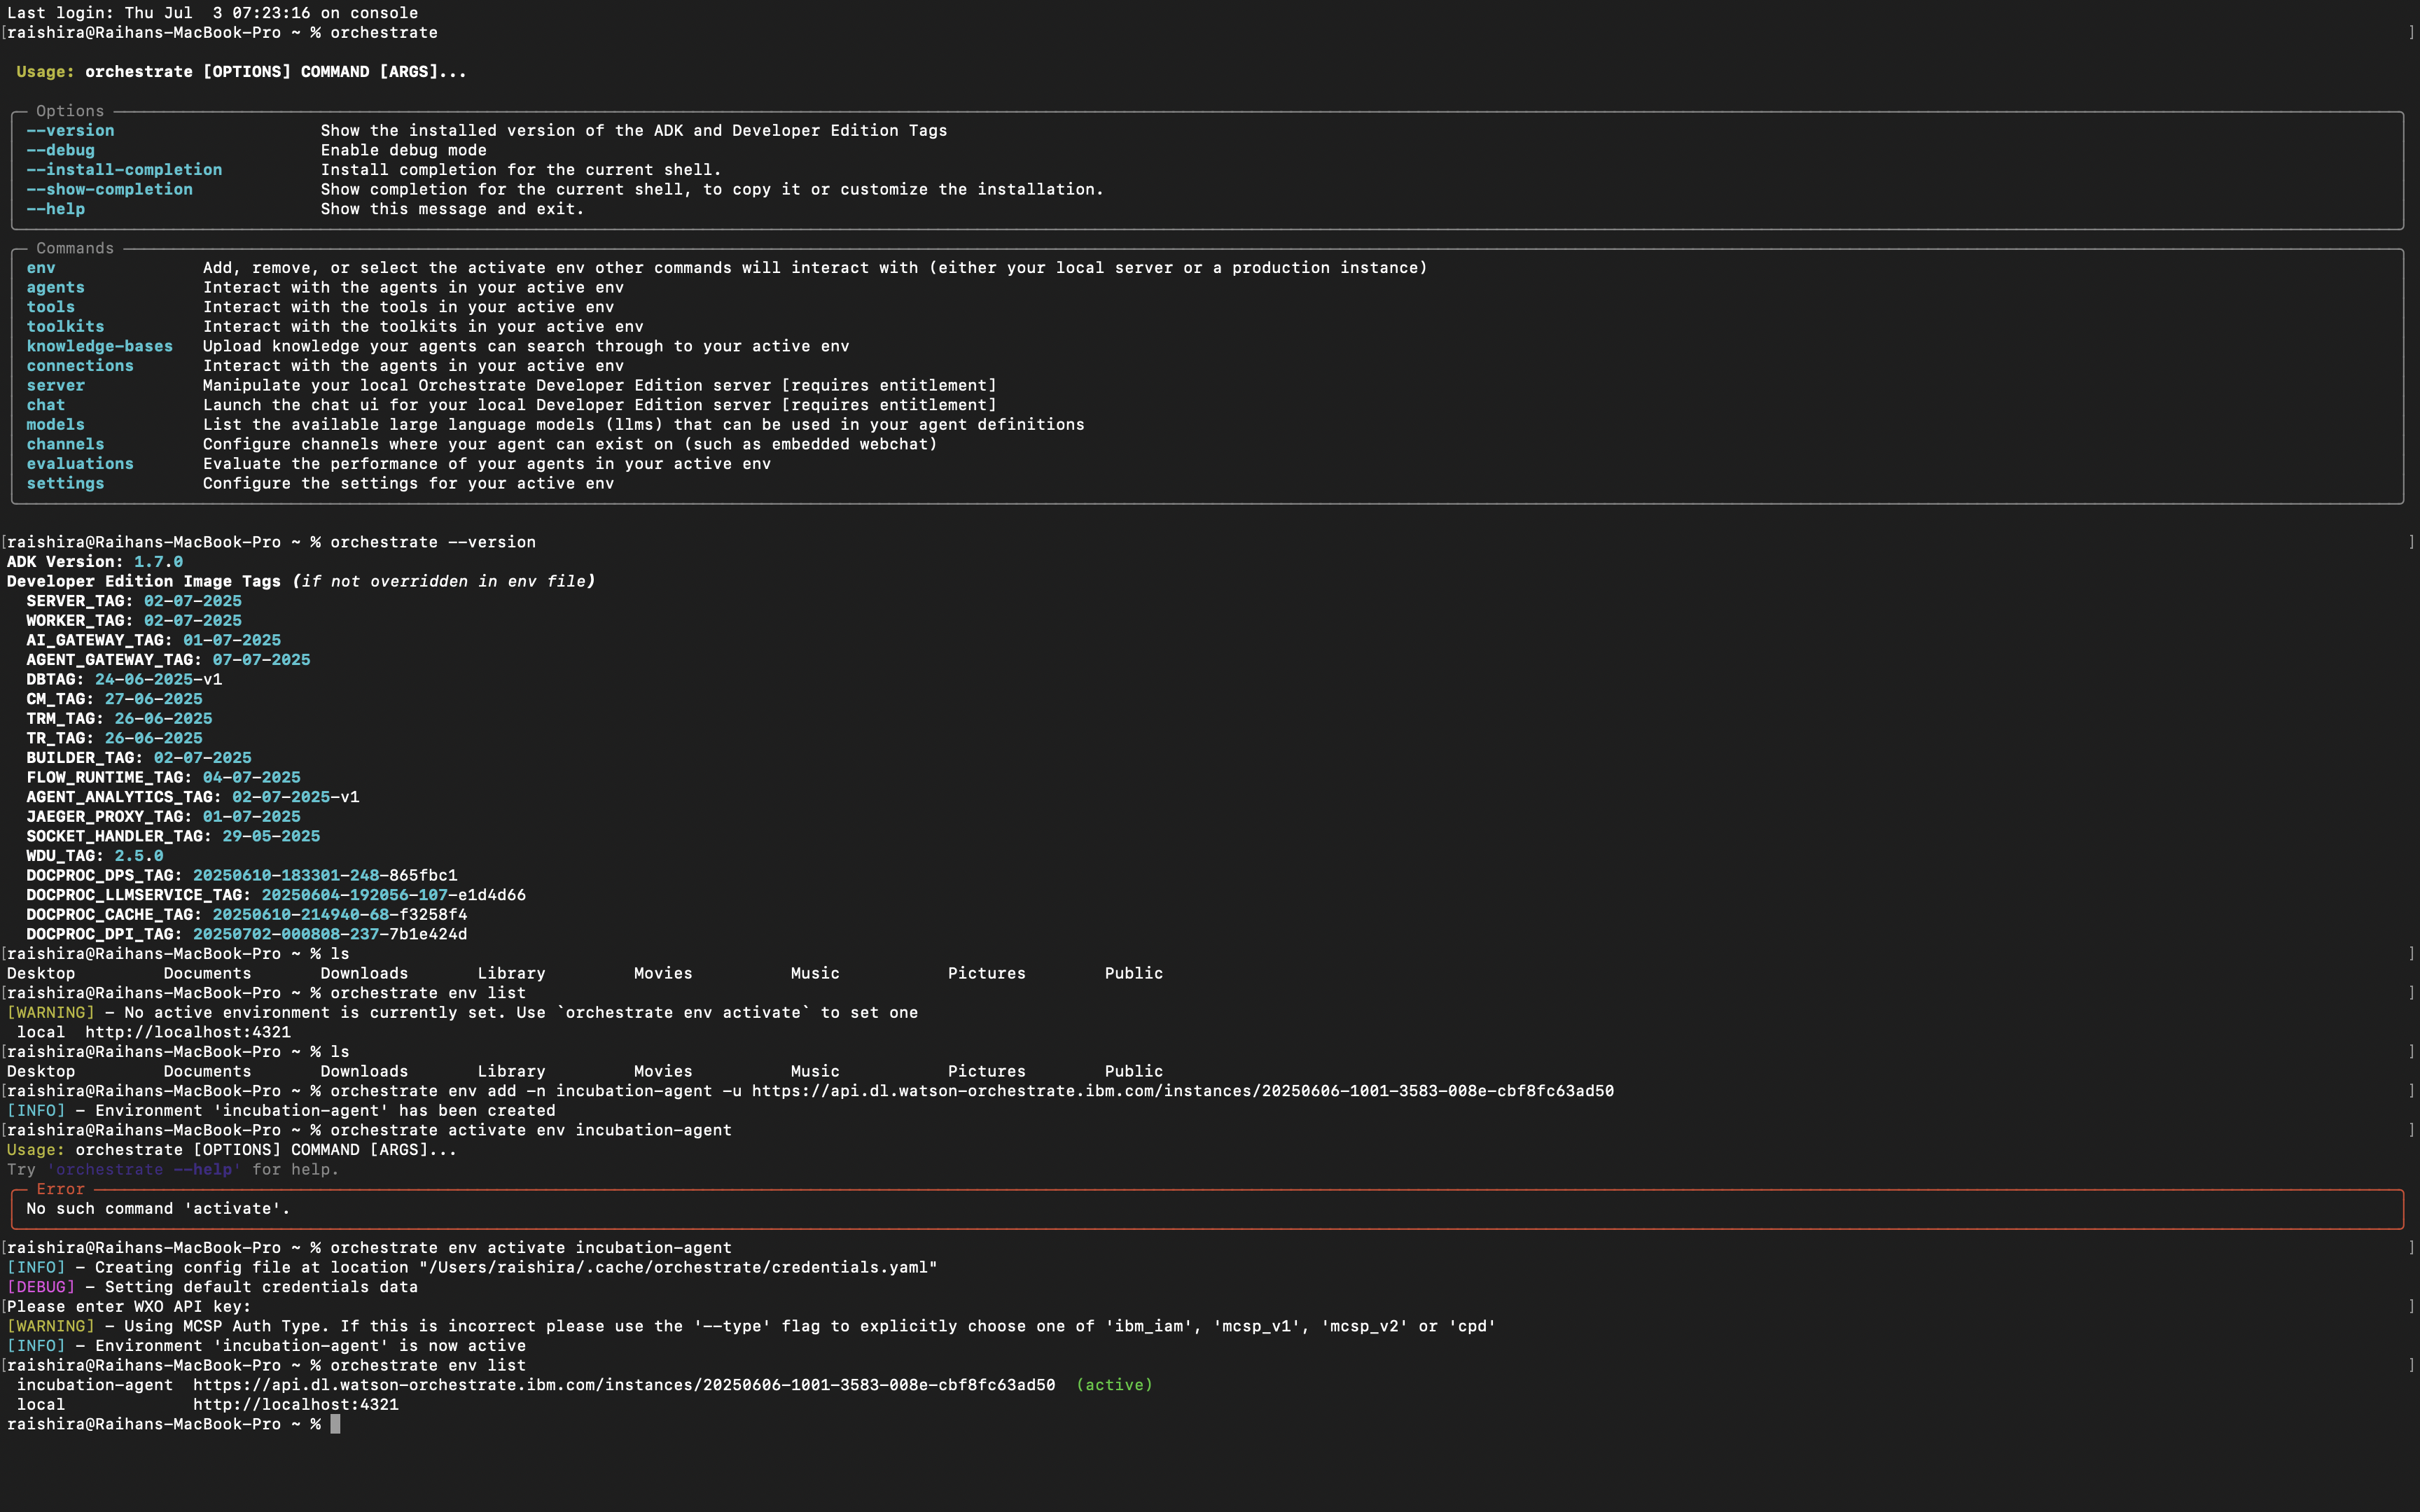 Last login: Thu Jul  3 07:23:16 on console
[raishira@Raihans-MacBook-Pro ~ % orchestrate ]
Usage: orchestrate [OPTIONS] COMMAND [ARGS]...
Options
--version Show the installed version of the ADK and Developer Edition Tags
--debug Enable debug mode
--install-completion Install completion for the current shell.
--show-completion Show completion for the current shell, to copy it or customize the installation.
--help Show this message and exit.
Commands
env Add, remove, or select the activate env other commands will interact with (either your local server or a production instance)
agents Interact with the agents in your active env
tools Interact with the tools in your active env
toolkits Interact with the toolkits in your active env
knowledge-bases Upload knowledge your agents can search through to your active env
connections Interact with the agents in your active env
server Manipulate your local Orchestrate Developer Edition server [requires entitlement]
chat Launch the chat ui for your local Developer Edition server [requires entitlement]
models List the available large language models (llms) that can be used in your agent definitions
channels Configure channels where your agent can exist on (such as embedded webchat)
evaluations Evaluate the performance of your agents in your active env
settings Configure the settings for your active env
[raishira@Raihans-MacBook-Pro ~ % orchestrate --version ]
ADK Version: 1.7.0
Developer Edition Image Tags (if not overridden in env file)
SERVER_TAG: 02-07-2025
WORKER_TAG: 02-07-2025
AI_GATEWAY_TAG: 01-07-2025
AGENT_GATEWAY_TAG: 07-07-2025
DBTAG: 24-06-2025-v1
CM_TAG: 27-06-2025
TRM_TAG: 26-06-2025
TR_TAG: 26-06-2025
BUILDER_TAG: 02-07-2025
FLOW_RUNTIME_TAG: 04-07-2025
AGENT_ANALYTICS_TAG: 02-07-2025-v1
JAEGER_PROXY_TAG: 01-07-2025
SOCKET_HANDLER_TAG: 29-05-2025
WDU_TAG: 2.5.0
DOCPROC_DPS_TAG: 20250610-183301-248-865fbc1
DOCPROC_LLMSERVICE_TAG: 20250604-192056-107-e1d4d66
DOCPROC_CACHE_TAG: 20250610-214940-68-f3258f4
DOCPROC_DPI_TAG: 20250702-000808-237-7b1e424d
[raishira@Raihans-MacBook-Pro ~ % ls ]
Desktop Documents Downloads Library Movies Music Pictures Public
[raishira@Raihans-MacBook-Pro ~ % orchestrate env list ]
[WARNING] - No active environment is currently set. Use `orchestrate env activate` to set one
local http://localhost:4321
[raishira@Raihans-MacBook-Pro ~ % ls ]
Desktop Documents Downloads Library Movies Music Pictures Public
[raishira@Raihans-MacBook-Pro ~ % orchestrate env add -n incubation-agent -u https://api.dl.watson-orchestrate.ibm.com/instances/20250606-1001-3583-008e-cbf8fc63ad50 ]
[INFO] - Environment 'incubation-agent' has been created
[raishira@Raihans-MacBook-Pro ~ % orchestrate activate env incubation-agent ]
Usage: orchestrate [OPTIONS] COMMAND [ARGS]...
Try 'orchestrate --help' for help.
Error
No such command 'activate'.
[raishira@Raihans-MacBook-Pro ~ % orchestrate env activate incubation-agent ]
[INFO] - Creating config file at location "/Users/raishira/.cache/orchestrate/credentials.yaml"
[DEBUG] - Setting default credentials data
[Please enter WXO API key: ]
[WARNING] - Using MCSP Auth Type. If this is incorrect please use the '--type' flag to explicitly choose one of 'ibm_iam', 'mcsp_v1', 'mcsp_v2' or 'cpd'
[INFO] - Environment 'incubation-agent' is now active
[raishira@Raihans-MacBook-Pro ~ % orchestrate env list ]
incubation-agent https://api.dl.watson-orchestrate.ibm.com/instances/20250606-1001-3583-008e-cbf8fc63ad50 (active)
local http://localhost:4321
raishira@Raihans-MacBook-Pro ~ %